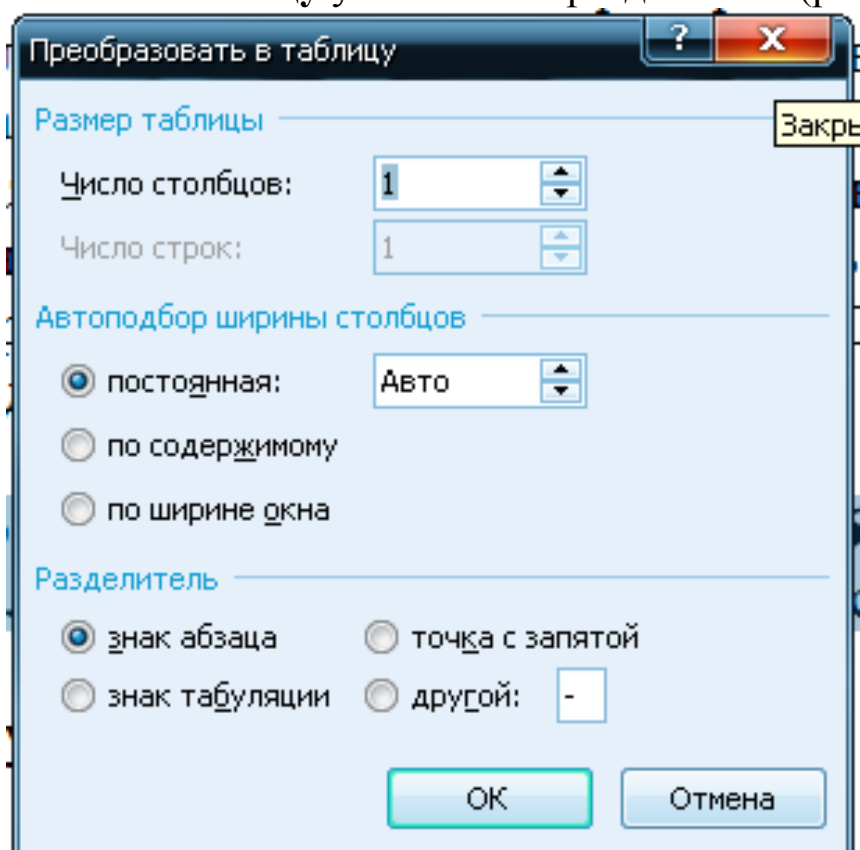 Преобразовать в таблицу
?
X
Размер таблицы
Закры
Число столбцов: 1
Число строк: 1
Автоподбор ширины столбцов
постоянная: Авто
по содержимому
по ширине окна
Разделитель
знак абзаца точка с запятой
знак табуляции другой: -
ОК Отмена